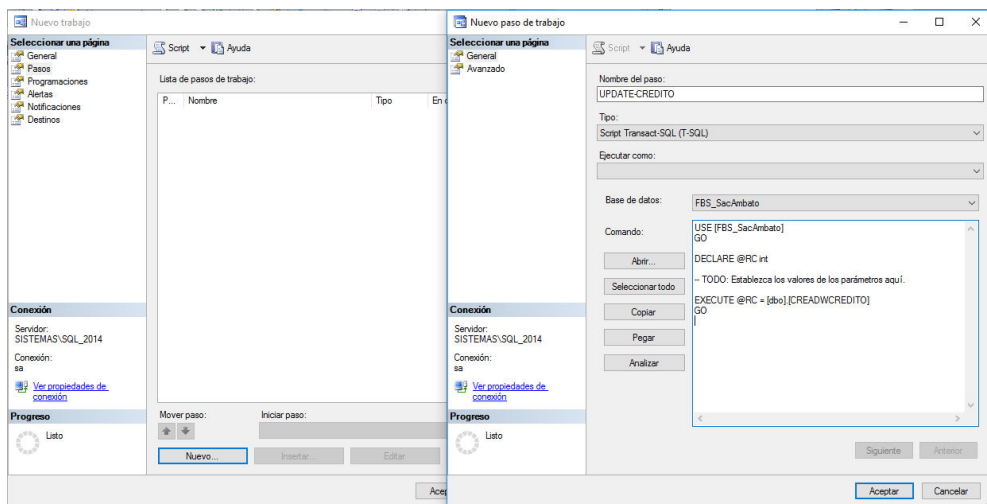 Nuevo trabajo
Seleccionar una página
General
Pasos
Programaciones
Alertas
Notificaciones
Destinos
Script Ayuda
Lista de pasos de trabajo:
P... Nombre Tipo En
Conexión
Servidor:
SISTEMAS\SQL_2014
Conexión:
sa
Ver propiedades de
conexión
Progreso
Listo
Mover paso: Iniciar paso:
Nuevo... Insertar... Editar
Nuevo paso de trabajo
Seleccionar una página
General
Avanzado
Script Ayuda
Nombre del paso:
UPDATE-CREDITO
Tipo:
Script Transact-SQL (T-SQL)
Ejecutar como:
Base de datos: FBS_SacAmbato
Comando:
USE [FBS_SacAmbato]
GO
DECLARE @RC int
-- TODO: Establezca los valores de los parámetros aquí.
EXECUTE @RC = [dbo].[CREADWCREDITO]
GO
Abrir...
Seleccionar todo
Copiar
Pegar
Analizar
Conexión
Servidor:
SISTEMAS\SQL_2014
Conexión:
sa
Ver propiedades de
conexión
Progreso
Listo
Siguiente Anterior
Aceptar Cancelar